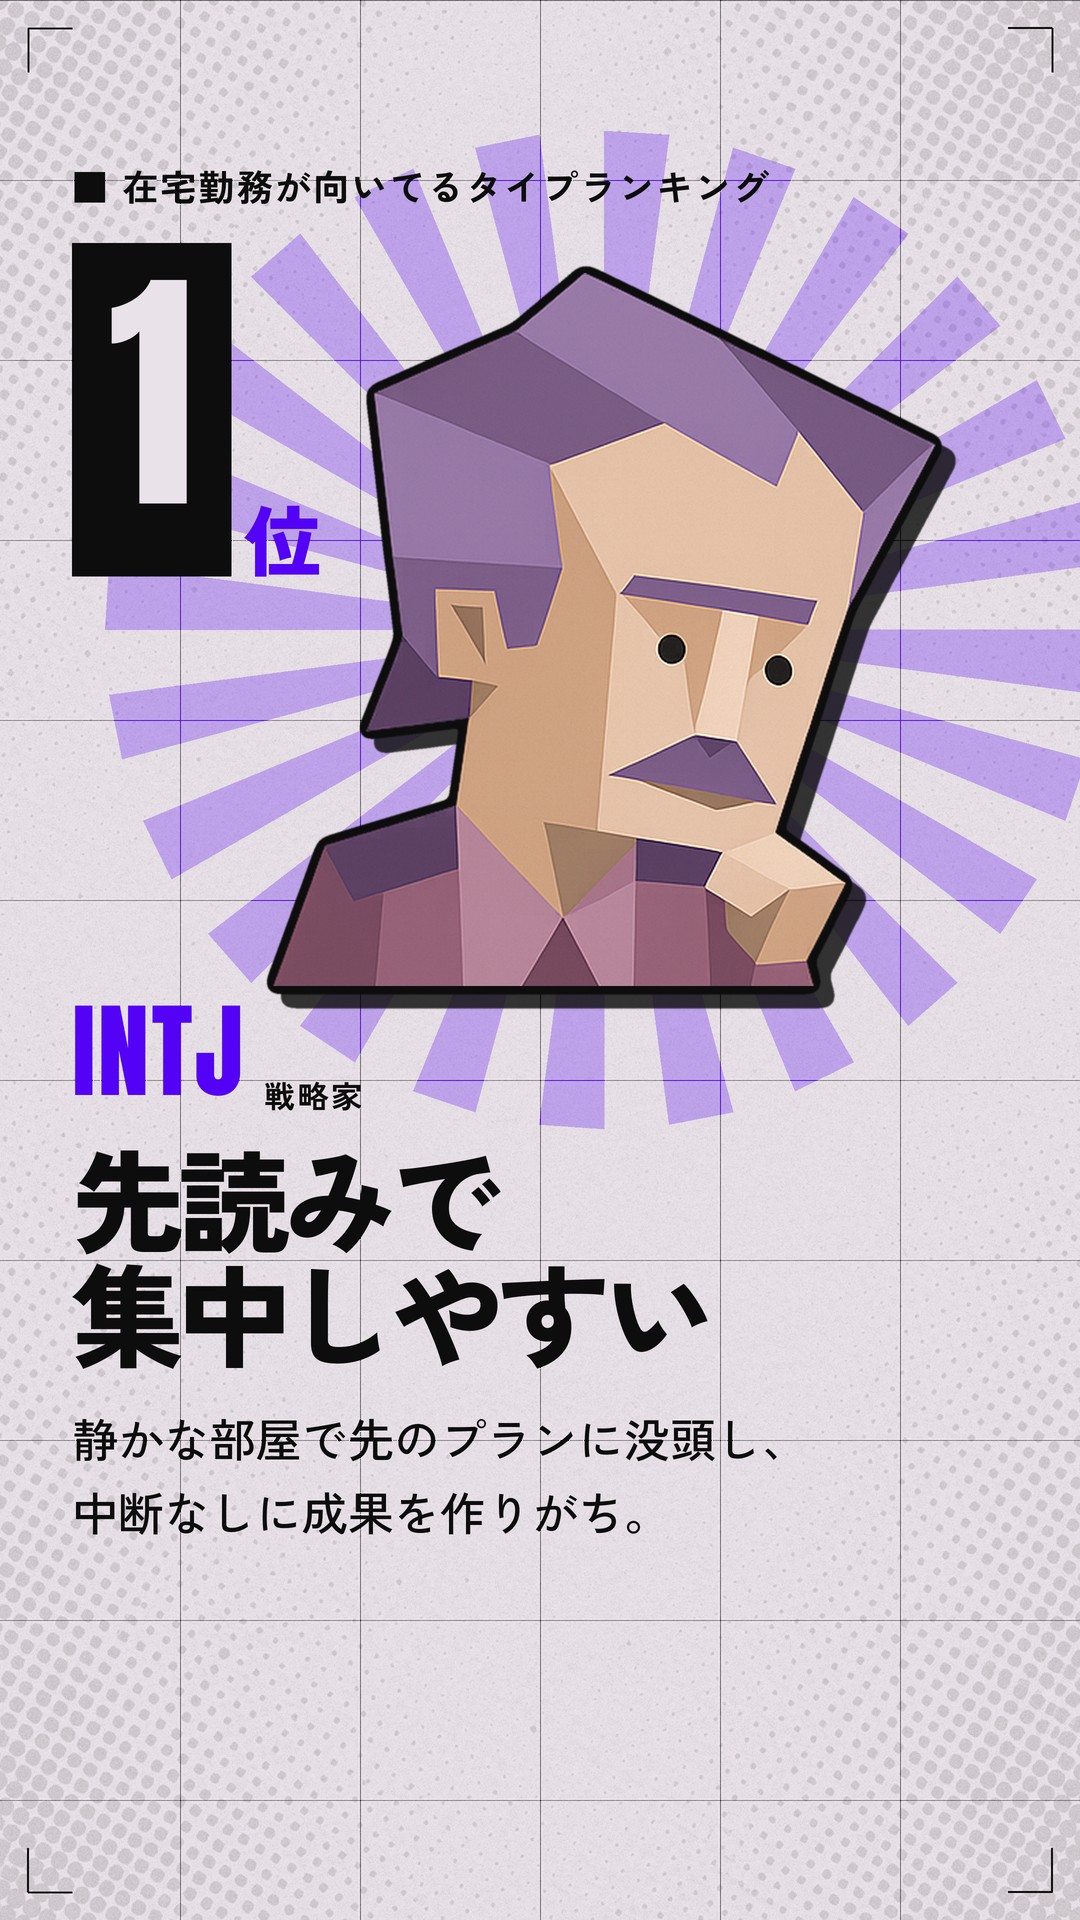 ■ 在宅勤務が向いてるタイプランキング
1位
INTJ 戦略家
先読みで
集中しやすい
静かな部屋で先のプランに没頭し、
中断なしに成果を作りがち。